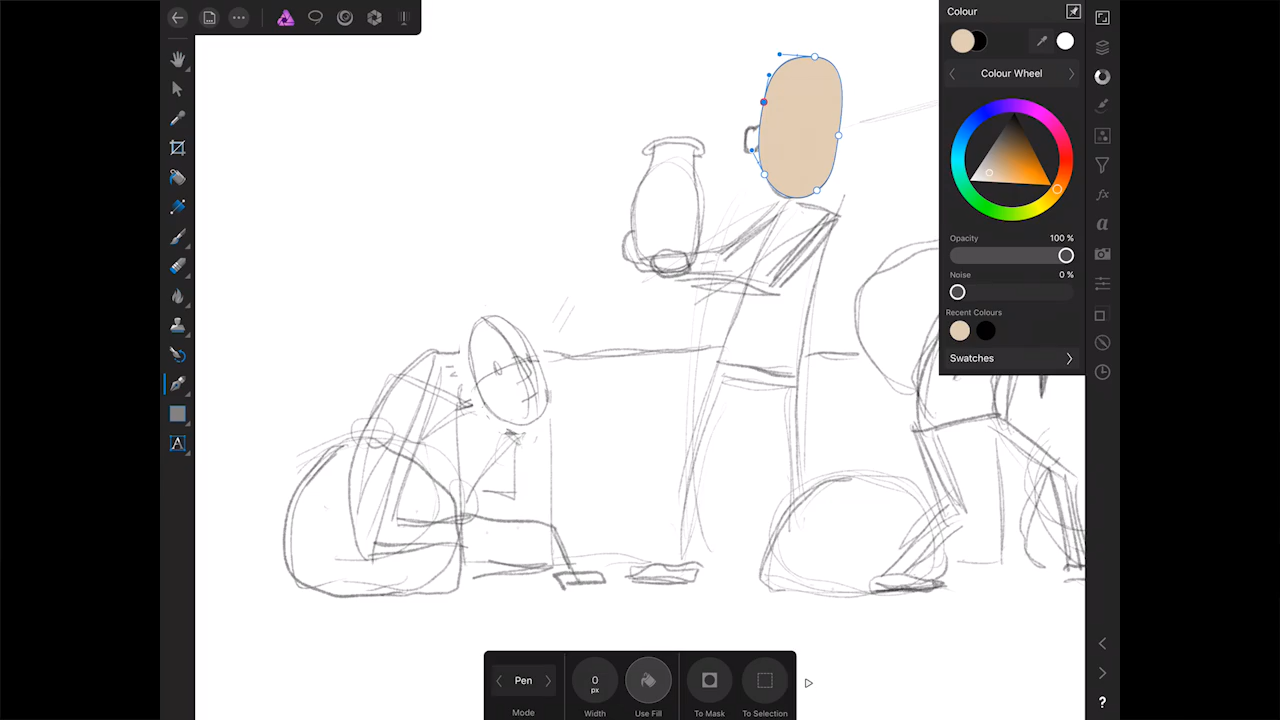 Colour
Colour Wheel
Opacity 100 %
Noise 0 %
Recent Colours
Swatches
a
A
fx
Pen
0
px
Mode
Width
Use Fill
To Mask
To Selection
?